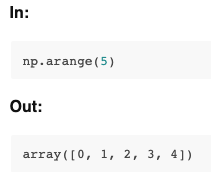 In:
np.arange(5)
Out:
array([0, 1, 2, 3, 4])